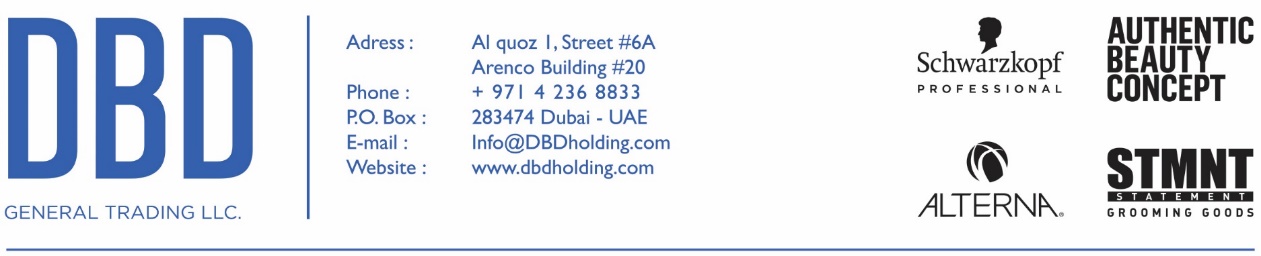 DBD
GENERAL TRADING LLC.
Adress : Al quoz 1, Street #6A
Arenco Building #20
Phone : + 971 4 236 8833
P.O. Box : 283474 Dubai - UAE
E-mail : Info@DBDholding.com
Website : www.dbdholding.com
Schwarzkopf
PROFESSIONAL
AUTHENTIC
BEAUTY
CONCEPT
ALTERNA®
STMNT
STATEMENT
GROOMING GOODS